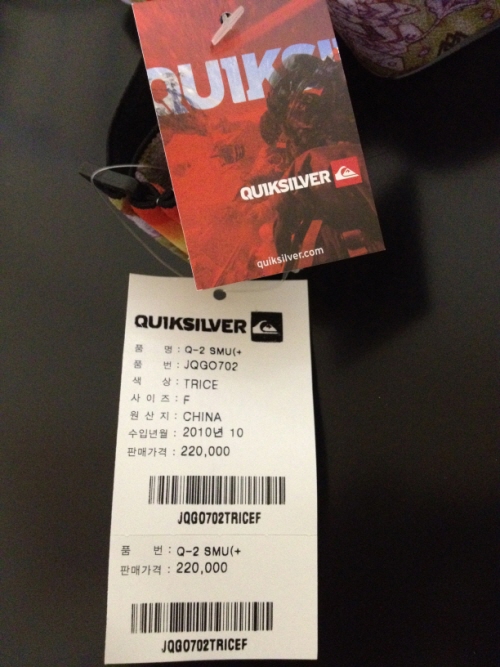 QUIKSI
QUIKSILVER
quiksilver.com
QUIKSILVER
품 명 : Q-2 SMU(+
품 번 : JQGO702
색 상 : TRICE
사 이 즈 : F
원 산 지 : CHINA
수입년월 : 2010년 10
판매가격 : 220,000
JQGO702TRICEF
품 번 : Q-2 SMU(+
판매가격 : 220,000
JQGO702TRICEF